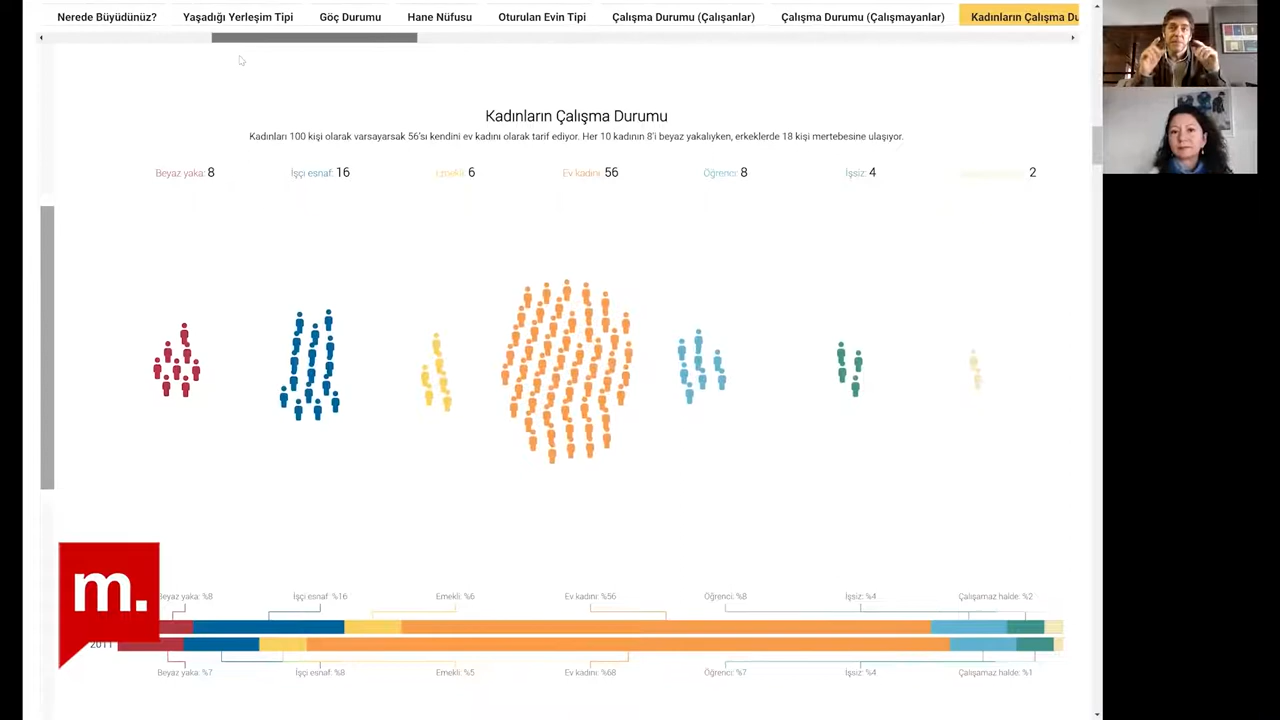 Nerede Büyüdünüz? Yaşadığı Yerleşim Tipi Göç Durumu Hane Nüfusu Oturulan Evin Tipi Çalışma Durumu (Çalışanlar) Çalışma Durumu (Çalışmayanlar) Kadınların Çalışma Du
Kadınların Çalışma Durumu
Kadınları 100 kişi olarak varsayarsak 56'sı kendini ev kadını olarak tarif ediyor. Her 10 kadının 8'i beyaz yakalıyken, erkeklerde 18 kişi mertebesine ulaşıyor.
Beyaz yaka: 8 İşçi esnaf: 16 Emekli: 6 Ev kadını: 56 Öğrenci: 8 İşsiz: 4 2
m.
Beyaz yaka: %8 İşçi esnaf: %16 Emekli: %6 Ev kadını: %56 Öğrenci: %8 İşsiz: %4 Çalışamaz halde: %2
2011
Beyaz yaka: %7 İşçi esnaf: %8 Emekli: %5 Ev kadını: %68 Öğrenci: %7 İşsiz: %4 Çalışamaz halde: %1